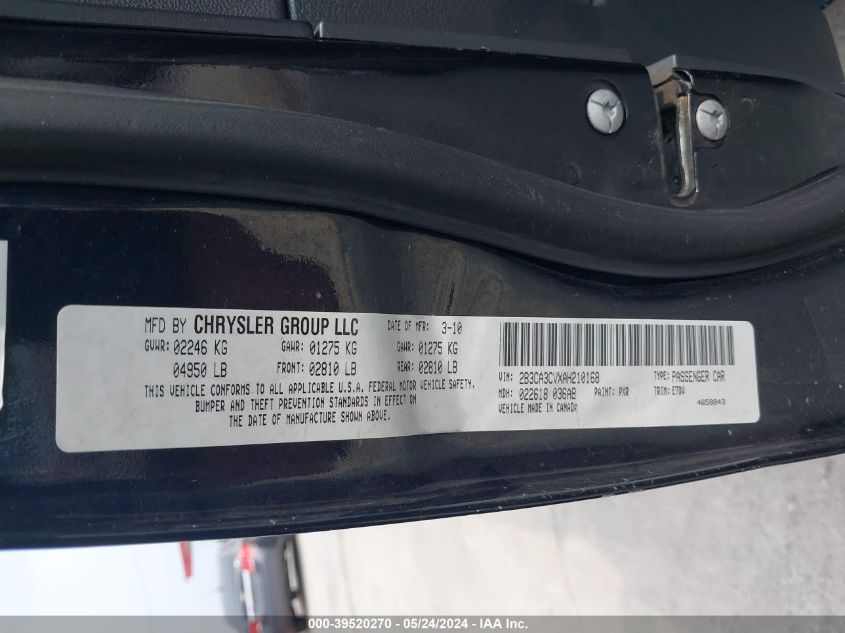 MFD BY CHRYSLER GROUP LLC DATE OF MFR: 3-10
GVWR: 02246 KG GAWR: 01275 KG GAWR: 01275 KG
04950 LB FRONT: 02810 LB REAR: 02810 LB
THIS VEHICLE CONFORMS TO ALL APPLICABLE U.S.A. FEDERAL MOTOR VEHICLE SAFETY,
BUMPER AND THEFT PREVENTION STANDARDS IN EFFECT ON
THE DATE OF MANUFACTURE SHOWN ABOVE.
VIN: 2B3CA3CVXAH210168 TYPE: PASSENGER CAR
MDH: 022618 036AB PAINT: PXR TRIM: E7DV
VEHICLE MADE IN CANADA 4658843
000-39520270 - 05/24/2024 - IAA Inc.